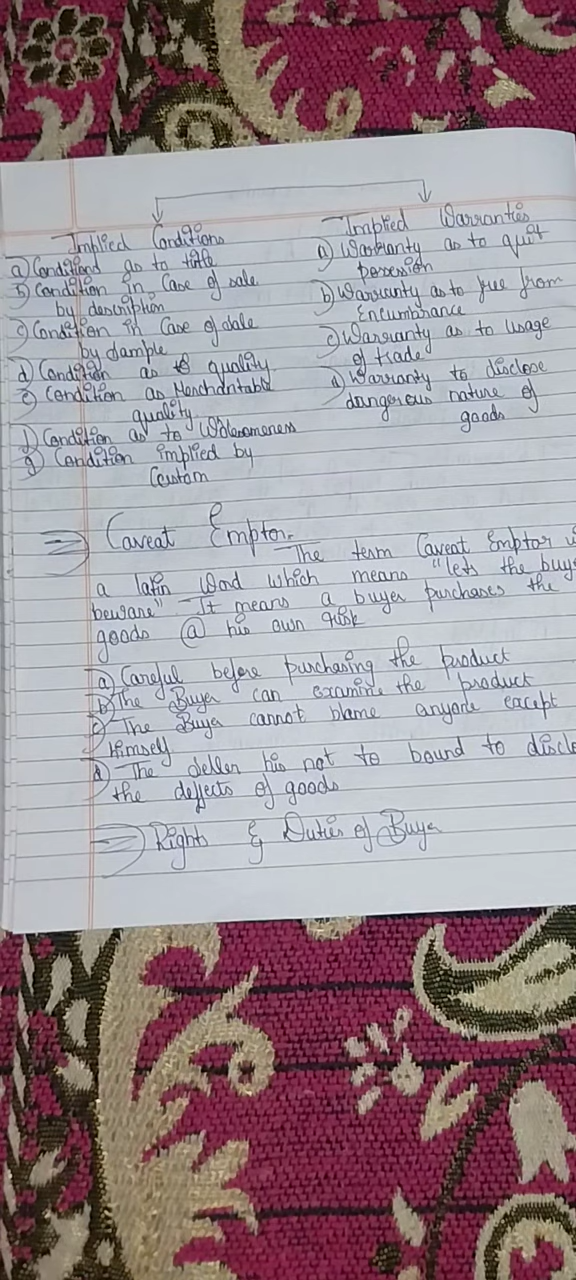 Implied Conditions
a) Conditiond as to title
b) Condition in Case of sale
by description
c) Condition in Case of sale
by sample
d) Condition as to quality
e) Condition as Merchantable
quality
f) Condition as to Wolesomeness
g) Condition implied by
Custom
Implied Warranties
a) Warranty as to quit
possession
b) Warranty as to free from
Encumbrance
c) Warranty as to usage
of trade
d) Warranty to disclose
dangerous nature of
goods
Caveat Emptor.
The term Caveat Emptor is
a latin Word which means "lets the buye
beware" It means a buyer purchases the
goods @ his own risk
a) Careful before purchasing the product
b) The Buyer can examine the product
c) The Buyer cannot blame anyone except
himself
d) The seller his not to bound to discl
the defects of goods
Rights & Duties of Buyer